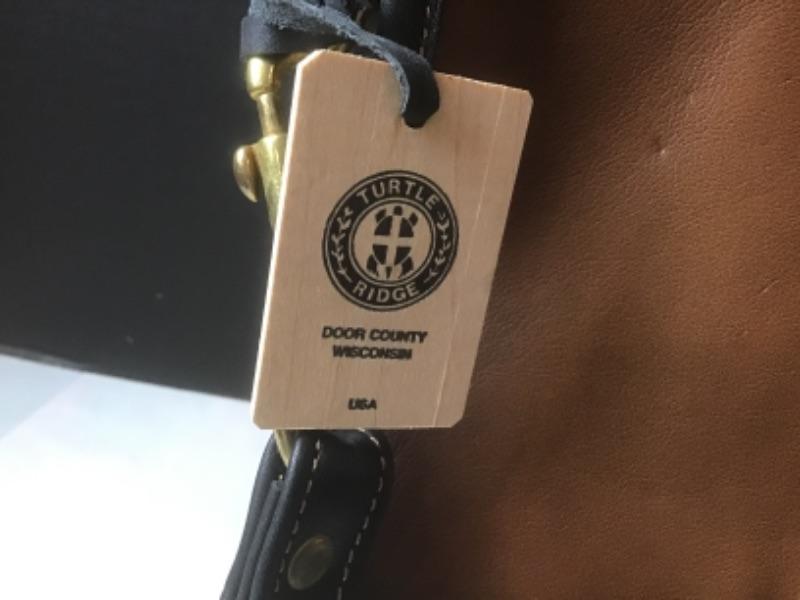 TURTLE
RIDGE
DOOR COUNTY
WISCONSIN
USA